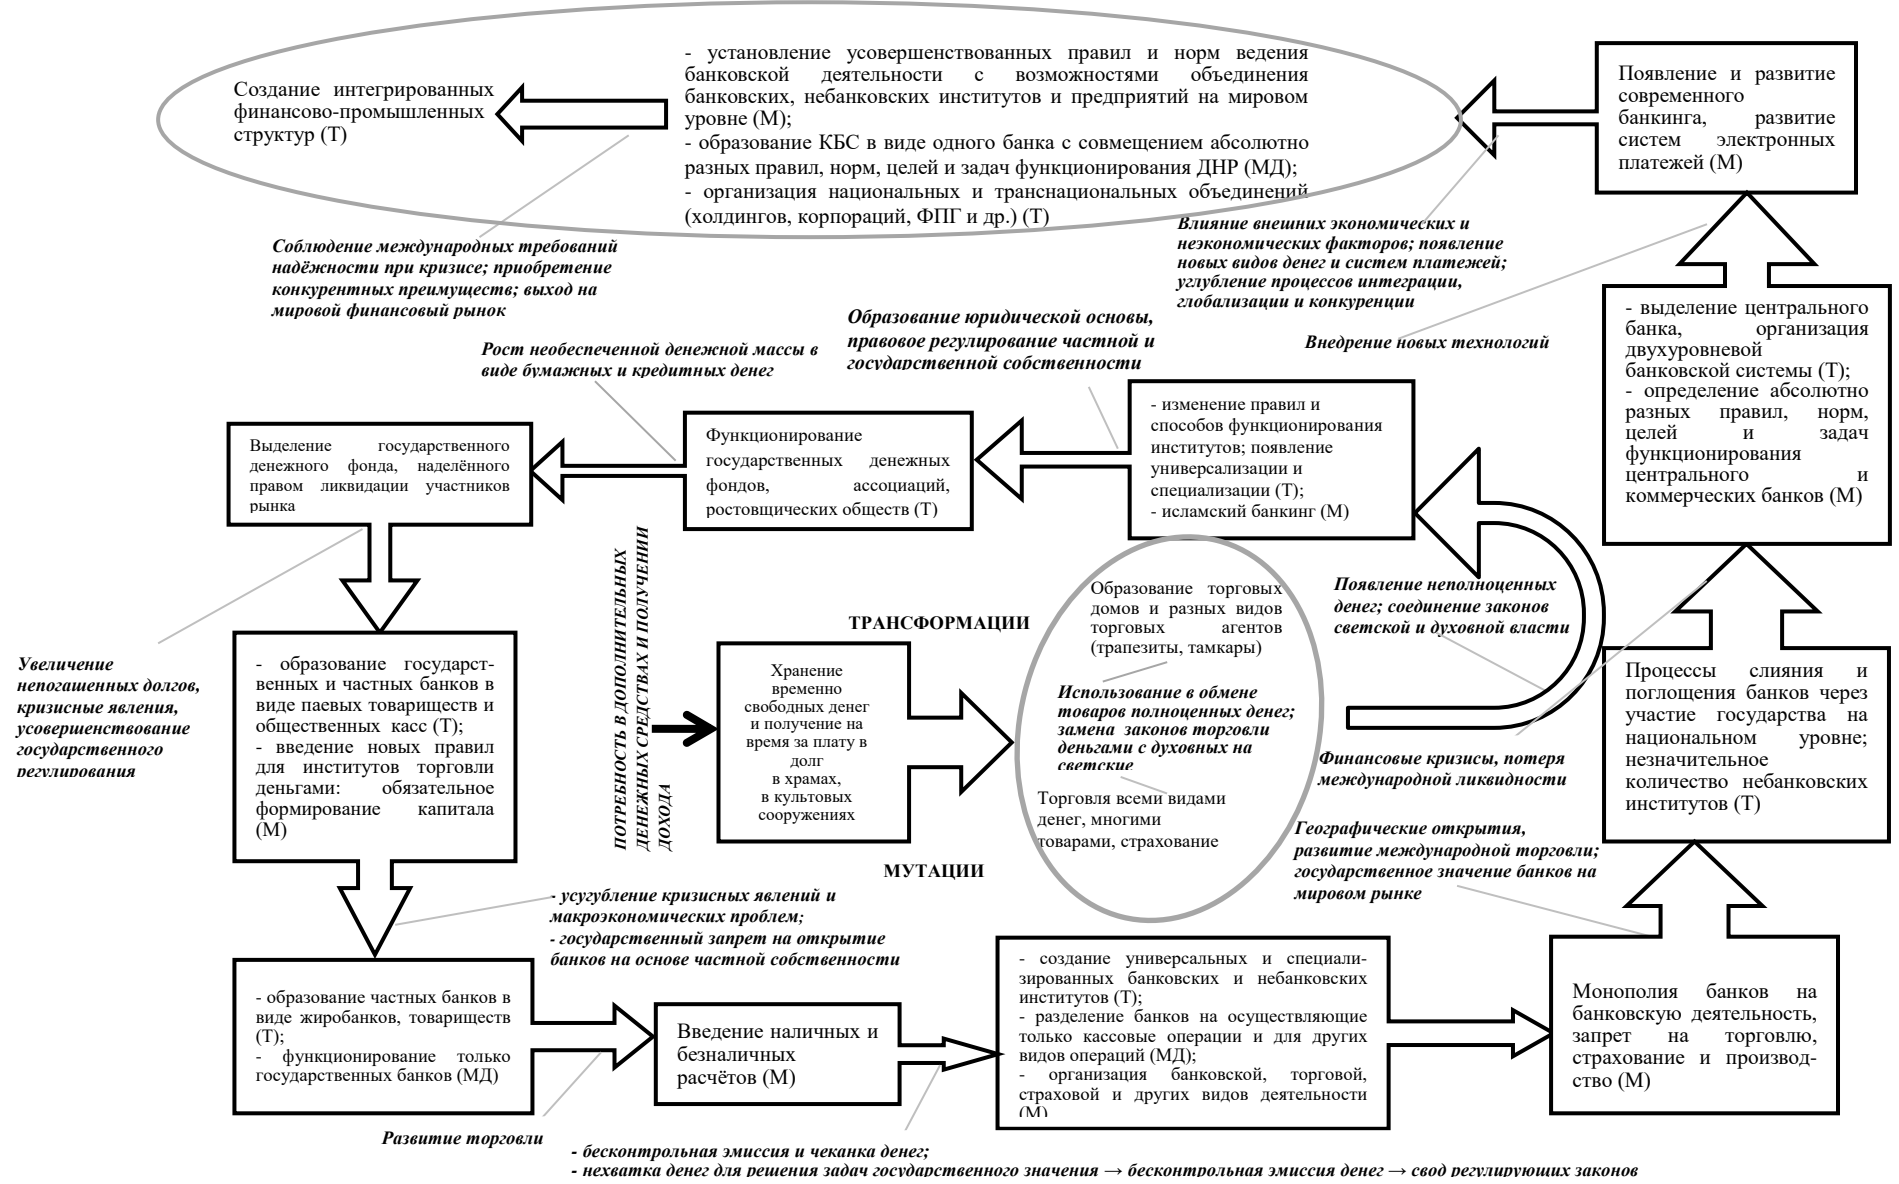 Создание интегрированных
финансово-промышленных
структур (Т)
- установление усовершенствованных правил и норм ведения
банковской деятельности с возможностями объединения
банковских, небанковских институтов и предприятий на мировом
уровне (М);
- образование КБС в виде одного банка с совмещением абсолютно
разных правил, норм, целей и задач функционирования ДНР (МД);
- организация национальных и транснациональных объединений
(холдингов, корпораций, ФПГ и др.) (Т)
Появление и развитие
современного
банкинга, развитие
систем электронных
платежей (М)
Соблюдение международных требований
надёжности при кризисе; приобретение
конкурентных преимуществ; выход на
мировой финансовый рынок
Влияние внешних экономических и
неэкономических факторов; появление
новых видов денег и систем платежей;
углубление процессов интеграции,
глобализации и конкуренции
Внедрение новых технологий
Образование юридической основы,
правовое регулирование частной и
государственной собственности
Рост необеспеченной денежной массы в
виде бумажных и кредитных денег
- выделение центрального
банка, организация
двухуровневой
банковской системы (Т);
- определение абсолютно
разных правил, норм,
целей и задач
функционирования
центрального и
коммерческих банков (М)
- изменение правил и
способов функционирования
институтов; появление
универсализации и
специализации (Т);
- исламский банкинг (М)
Функционирование
государственных денежных
фондов, ассоциаций,
ростовщических обществ (Т)
Выделение государственного
денежного фонда, наделённого
правом ликвидации участников
рынка
Увеличение
непогашенных долгов,
кризисные явления,
усовершенствование
государственного
регулирования
- образование государст-
венных и частных банков в
виде паевых товариществ и
общественных касс (Т);
- введение новых правил
для институтов торговли
деньгами: обязательное
формирование капитала
(М)
ПОТРЕБНОСТЬ В ДОПОЛНИТЕЛЬНЫХ
ДЕНЕЖНЫХ СРЕДСТВАХ И ПОЛУЧЕНИИ
ДОХОДА
ТРАНСФОРМАЦИИ
Хранение
временно
свободных денег
и получение на
время за плату в
долг
в храмах,
в культовых
сооружениях
МУТАЦИИ
Образование торговых
домов и разных видов
торговых агентов
(трапезиты, тамкары)
Использование в обмене
товаров полноценных денег;
замена законов торговли
деньгами с духовных на
светские
Торговля всеми видами
денег, многими
товарами, страхование
Появление неполноценных
денег; соединение законов
светской и духовной власти
Финансовые кризисы, потеря
международной ликвидности
Процессы слияния и
поглощения банков через
участие государства на
национальном уровне;
незначительное
количество небанковских
институтов (Т)
Географические открытия,
развитие международной торговли;
государственное значение банков на
мировом рынке
- усугубление кризисных явлений и
макроэкономических проблем;
- государственный запрет на открытие
банков на основе частной собственности
- образование частных банков в
виде жиробанков, товариществ
(Т);
- функционирование только
государственных банков (МД)
Введение наличных и
безналичных
расчётов (М)
- создание универсальных и специали-
зированных банковских и небанковских
институтов (Т);
- разделение банков на осуществляющие
только кассовые операции и для других
видов операций (МД);
- организация банковской, торговой,
страховой и других видов деятельности
(М)
Монополия банков на
банковскую деятельность,
запрет на торговлю,
страхование и производ-
ство (М)
Развитие торговли
- бесконтрольная эмиссия и чеканка денег;
- нехватка денег для решения задач государственного значения → бесконтрольная эмиссия денег → свод регулирующих законов